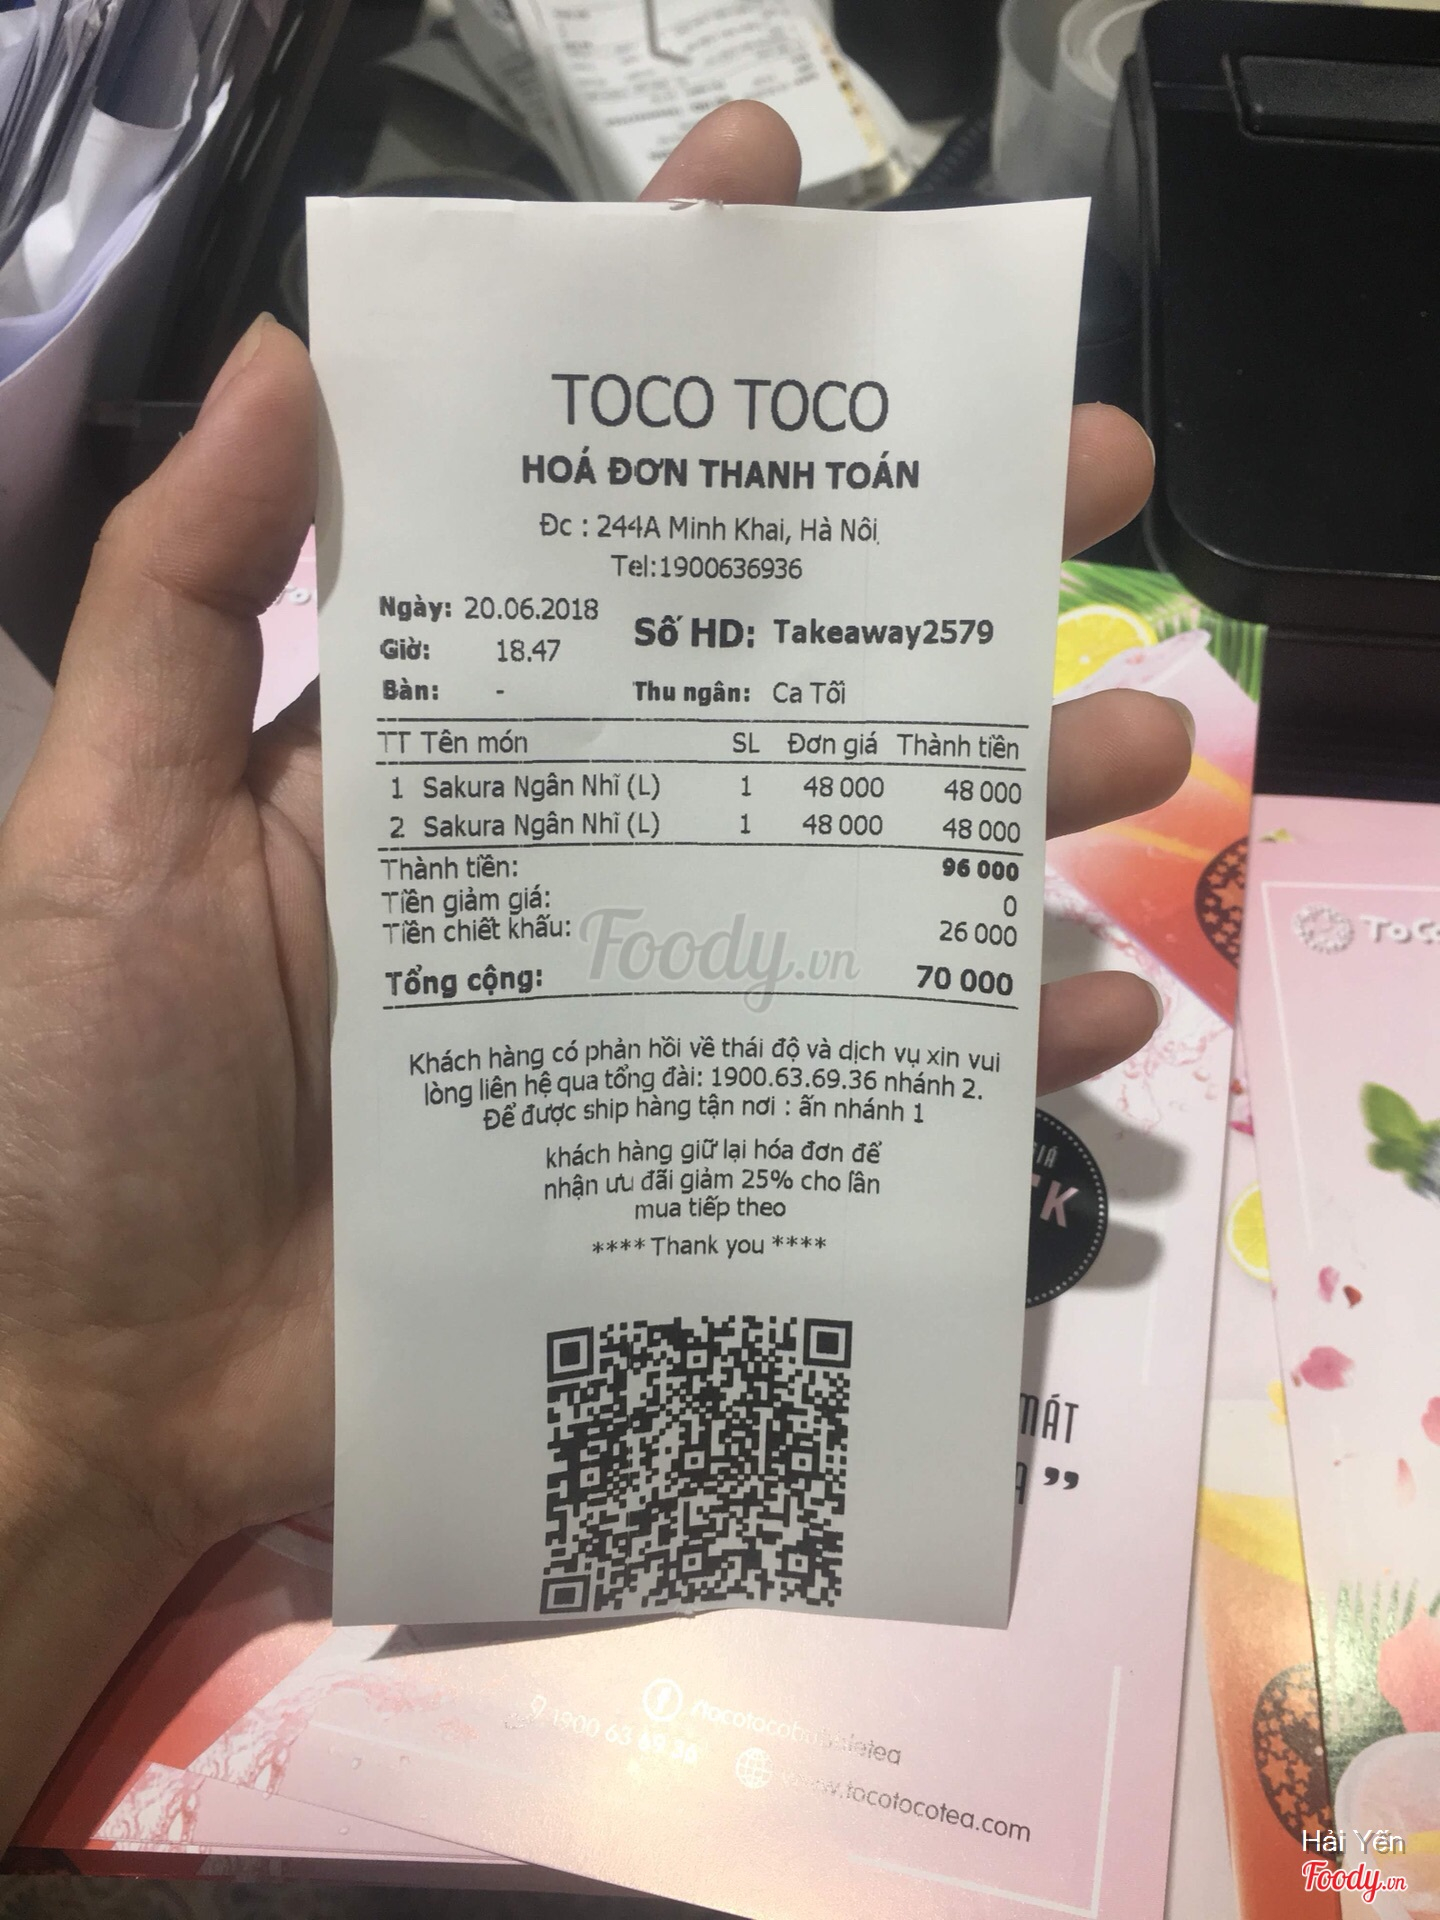 TOCO TOCO
HOÁ ĐƠN THANH TOÁN
Đc : 244A Minh Khai, Hà Nội
Tel:1900636936
Ngày: 20.06.2018
Số HD: Takeaway2579
Giờ: 18.47
Bàn: - Thu ngân: Ca Tối
TT Tên món SL Đơn giá Thành tiền
1 Sakura Ngân Nhĩ (L) 1 48 000 48 000
2 Sakura Ngân Nhĩ (L) 1 48 000 48 000
Thành tiền: 96 000
Tiền giảm giá: 0
Tiền chiết khấu: 26 000
Foody.vn
Tổng cộng: 70 000
Khách hàng có phản hồi về thái độ và dịch vụ xin vui
lòng liên hệ qua tổng đài: 1900.63.69.36 nhánh 2.
Để được ship hàng tận nơi : ấn nhánh 1
khách hàng giữ lại hóa đơn để
nhận ưu đãi giảm 25% cho lần
mua tiếp theo
**** Thank you ****
MÁT
”
1900 63 69 36
www.tocotocotea.com
Hải Yến
Foody.vn